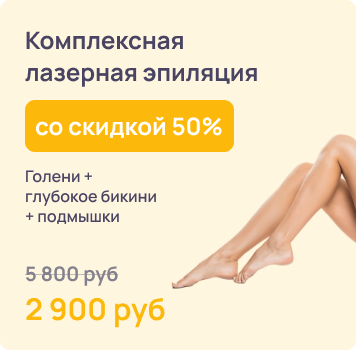 Комплексная
лазерная эпиляция
со скидкой 50%
Голени +
глубокое бикини
+ подмышки
5 800 руб
2 900 руб